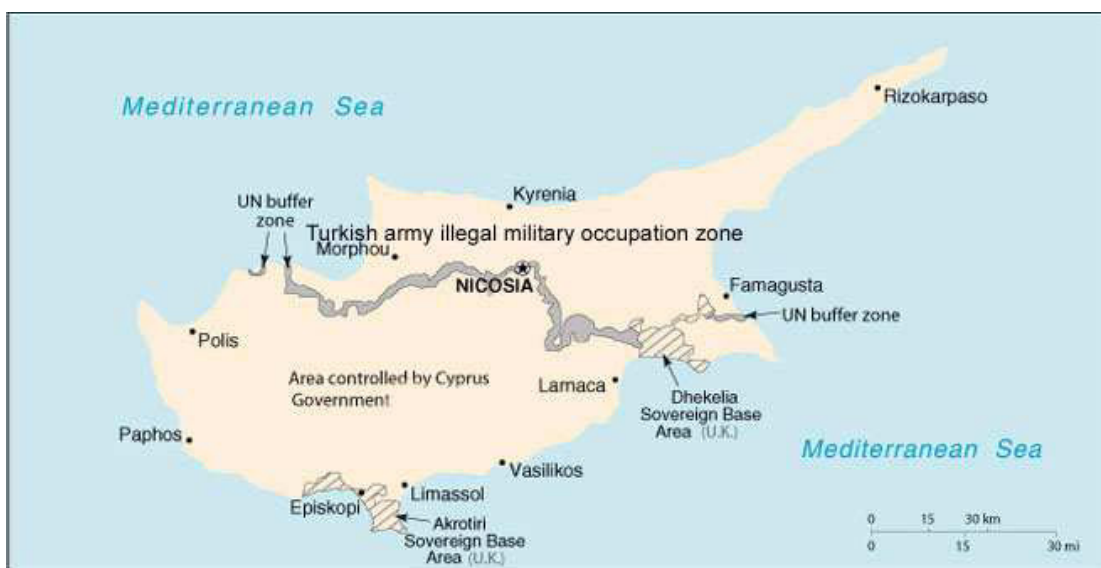 Mediterranean Sea
Rizokarpaso
UN buffer
zone
Kyrenia
Turkish army illegal military occupation zone
Morphou
NICOSIA
Famagusta
UN buffer zone
Polis
Area controlled by Cyprus
Government
Larnaca
Dhekelia
Sovereign Base
Area (U.K.)
Paphos
Mediterranean Sea
Vasilikos
Episkopi
Limassol
Akrotiri
Sovereign Base
Area (U.K.)
0 15 30 km
0 15 30 mi